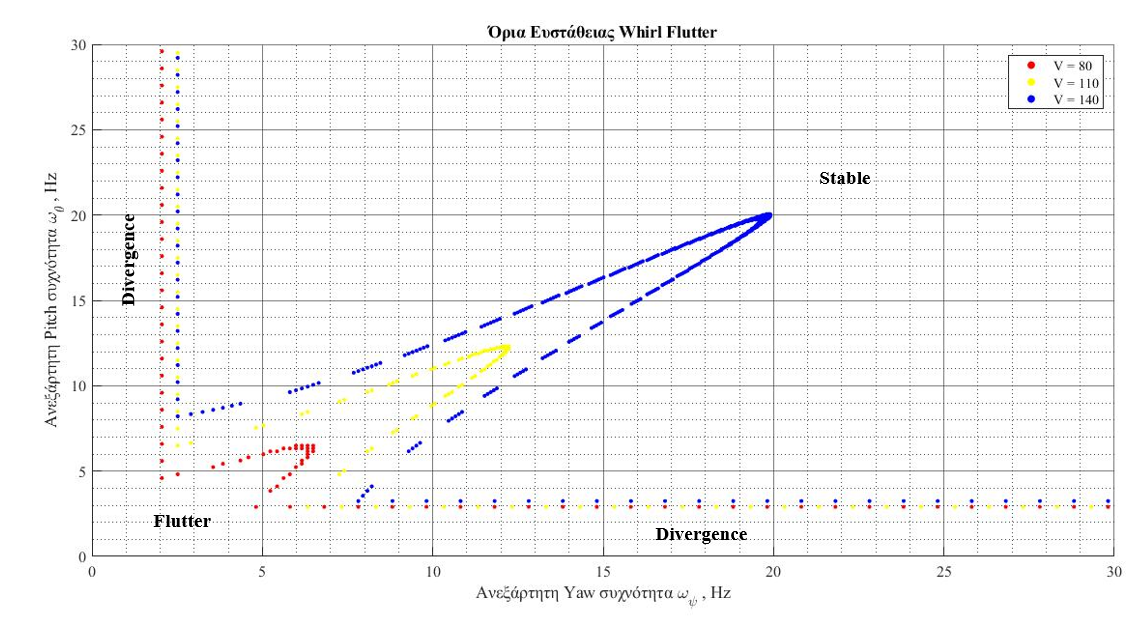 Όρια Ευστάθειας Whirl Flutter
V = 80
V = 110
V = 140
Stable
Divergence
Flutter
Divergence
Ανεξάρτητη Pitch συχνότητα ω_θ , Hz
30
25
20
15
10
5
0
0 5 10 15 20 25 30
Ανεξάρτητη Yaw συχνότητα ω_ψ , Hz